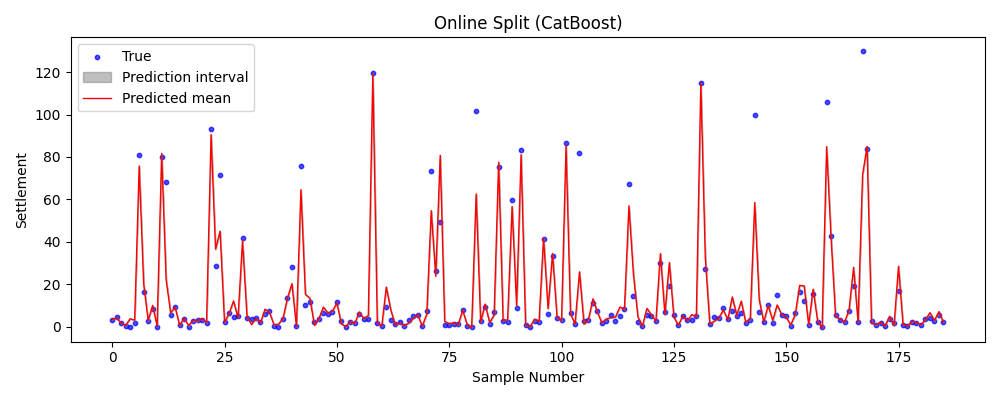 Online Split (CatBoost)
True
Prediction interval
Predicted mean
Settlement
120
100
80
60
40
20
0
0 25 50 75 100 125 150 175
Sample Number